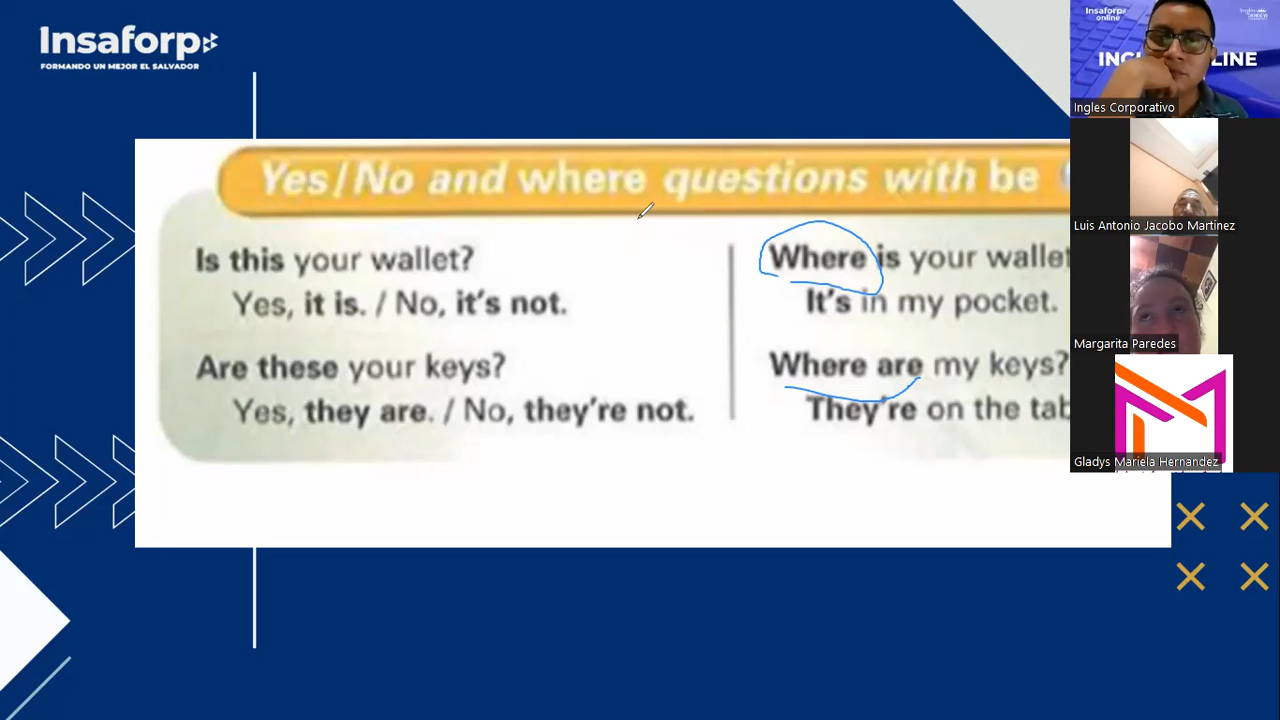 Insaforp
FORMANDO UN MEJOR EL SALVADOR
Yes/No and where questions with be
Is this your wallet?
Yes, it is. / No, it's not.
Are these your keys?
Yes, they are. / No, they're not.
Where is your
It's in my pocket.
Where are my keys?
They're on the
Insaforp
online
Ingles Corporativo
Luis Antonio Jacobo Martinez
Margarita Paredes
Gladys Mariela Hernandez